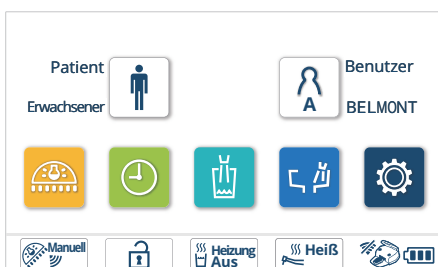 Patient
Erwachsener
Benutzer
A
BELMONT
Manuell
Heizung
Aus
Heiß